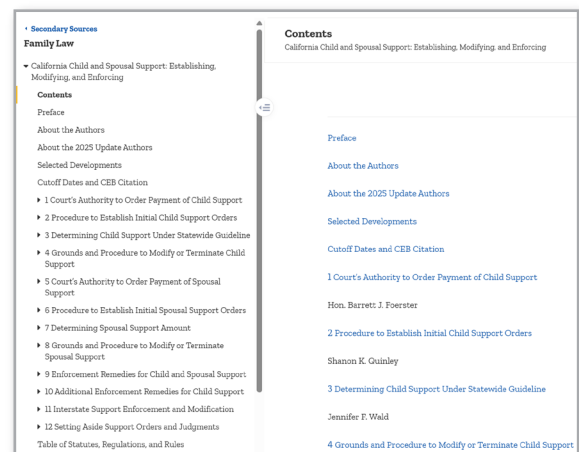 Secondary Sources
Family Law
California Child and Spousal Support: Establishing,
Modifying, and Enforcing
Contents
Preface
About the Authors
About the 2025 Update Authors
Selected Developments
Cutoff Dates and CEB Citation
1 Court's Authority to Order Payment of Child Support
2 Procedure to Establish Initial Child Support Orders
3 Determining Child Support Under Statewide Guideline
4 Grounds and Procedure to Modify or Terminate Child
Support
5 Court's Authority to Order Payment of Spousal
Support
6 Procedure to Establish Initial Spousal Support Orders
7 Determining Spousal Support Amount
8 Grounds and Procedure to Modify or Terminate
Spousal Support
9 Enforcement Remedies for Child and Spousal Support
10 Additional Enforcement Remedies for Child Support
11 Interstate Support Enforcement and Modification
12 Setting Aside Support Orders and Judgments
Table of Statutes, Regulations, and Rules
Contents
California Child and Spousal Support: Establishing, Modifying, and Enforcing
Preface
About the Authors
About the 2025 Update Authors
Selected Developments
Cutoff Dates and CEB Citation
1 Court's Authority to Order Payment of Child Support
Hon. Barrett J. Foerster
2 Procedure to Establish Initial Child Support Orders
Shanon K. Quinley
3 Determining Child Support Under Statewide Guideline
Jennifer F. Wald
4 Grounds and Procedure to Modify or Terminate Child Support